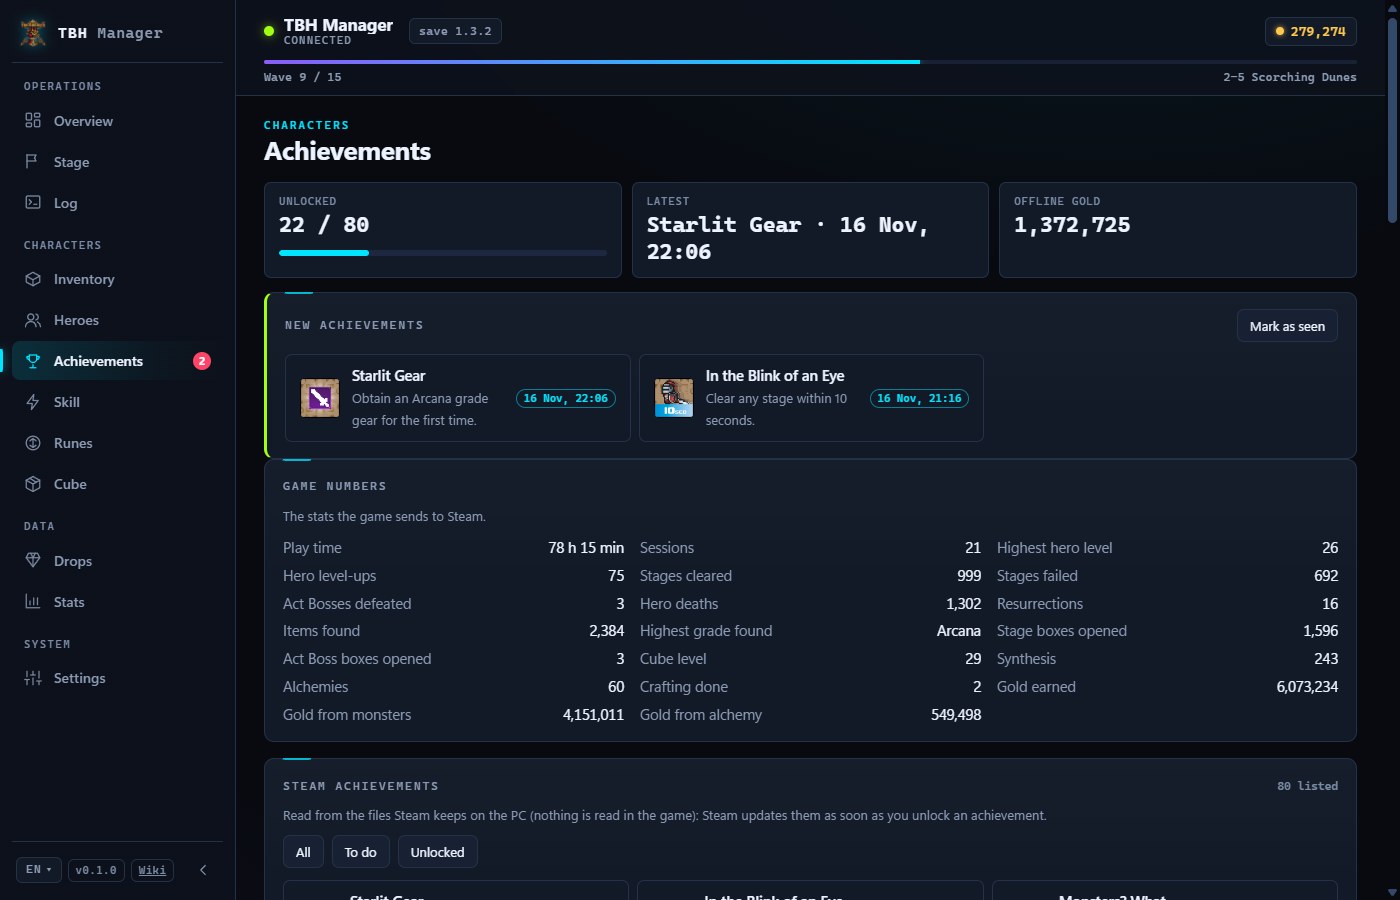 TBH Manager
OPERATIONS
Overview
Stage
Log
CHARACTERS
Inventory
Heroes
Achievements
2
Skill
Runes
Cube
DATA
Drops
Stats
SYSTEM
Settings
EN
v0.1.0
Wiki
TBH Manager
CONNECTED
save 1.3.2
279,274
Wave 9 / 15
2-5 Scorching Dunes
CHARACTERS
Achievements
UNLOCKED
22 / 80
LATEST
Starlit Gear · 16 Nov,
22:06
OFFLINE GOLD
1,372,725
NEW ACHIEVEMENTS
Mark as seen
Starlit Gear
Obtain an Arcana grade
gear for the first time.
16 Nov, 22:06
In the Blink of an Eye
Clear any stage within 10
seconds.
16 Nov, 21:16
GAME NUMBERS
The stats the game sends to Steam.
Play time 78 h 15 min Sessions 21 Highest hero level 26
Hero level-ups 75 Stages cleared 999 Stages failed 692
Act Bosses defeated 3 Hero deaths 1,302 Resurrections 16
Items found 2,384 Highest grade found Arcana Stage boxes opened 1,596
Act Boss boxes opened 3 Cube level 29 Synthesis 243
Alchemies 60 Crafting done 2 Gold earned 6,073,234
Gold from monsters 4,151,011 Gold from alchemy 549,498
STEAM ACHIEVEMENTS
80 listed
Read from the files Steam keeps on the PC (nothing is read in the game): Steam updates them as soon as you unlock an achievement.
All
To do
Unlocked
Starlit Gear
In the Blink of an Eye
Monsters? What